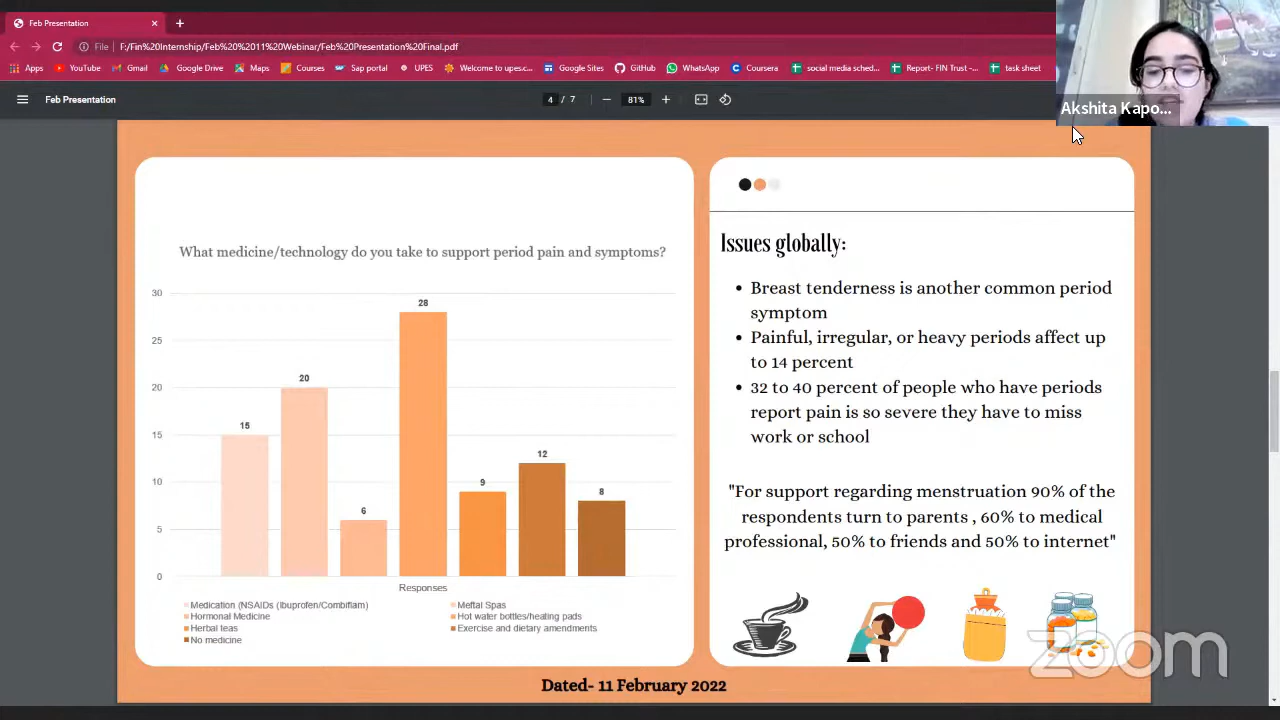 Feb Presentation
File F:/Fin%20Internship/Feb%20%2011%20Webinar/Feb%20Presentation%20Final.pdf
Apps YouTube Gmail Google Drive Maps Courses Sap portal UPES Welcome to upes.c... Google Sites GitHub WhatsApp Coursera social media sched... Report- FIN Trust -... task sheet
Feb Presentation 4 / 7 81%
Akshita Kapo...
What medicine/technology do you take to support period pain and symptoms?
30
25
20
15
10
5
0
15
20
6
28
9
12
8
Responses
Medication (NSAIDs (Ibuprofen/Combiflam)
Meftal Spas
Hormonal Medicine
Hot water bottles/heating pads
Herbal teas
Exercise and dietary amendments
No medicine
Issues globally:
• Breast tenderness is another common period
symptom
• Painful, irregular, or heavy periods affect up
to 14 percent
• 32 to 40 percent of people who have periods
report pain is so severe they have to miss
work or school
"For support regarding menstruation 90% of the
respondents turn to parents , 60% to medical
professional, 50% to friends and 50% to internet"
zoom
Dated- 11 February 2022